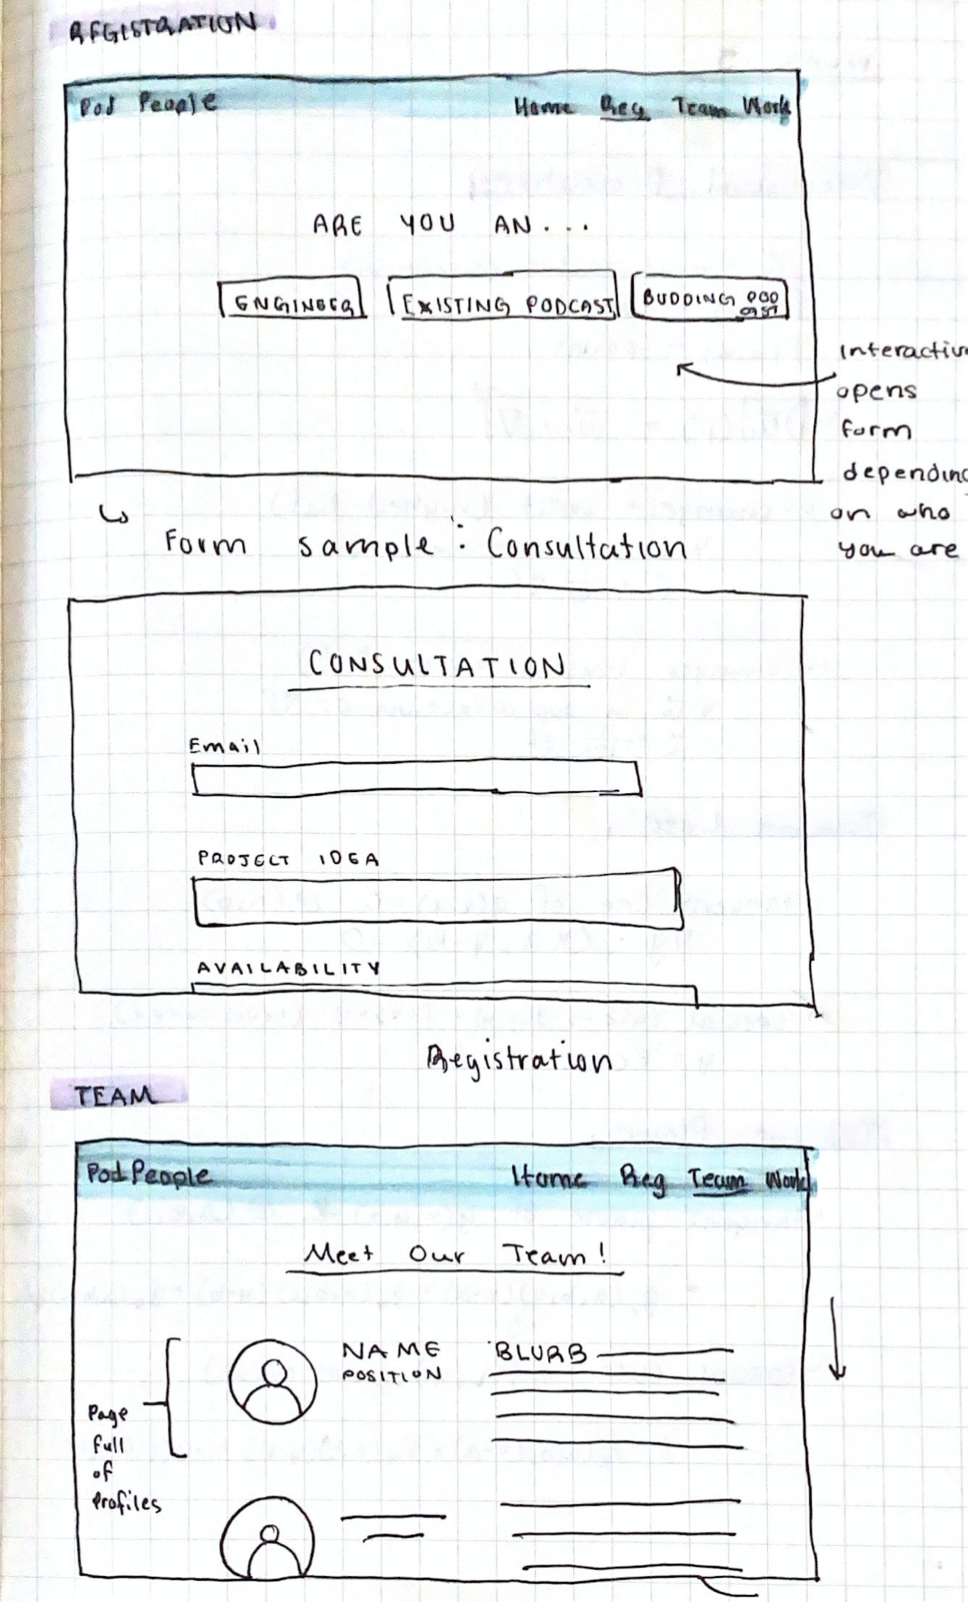 REGISTRATION
Pod People
Home Reg Team Work
ARE YOU AN...
ENGINEER
EXISTING PODCAST
BUDDING POD
CAST
interactiv
opens
form
depending
on who
you are
Form sample: Consultation
CONSULTATION
Email
PROJECT IDEA
AVAILABILITY
Registration
TEAM
Pod People
Home Reg Team Work
Meet Our Team!
NAME
POSITION
BLURB
Page
full
of
profiles